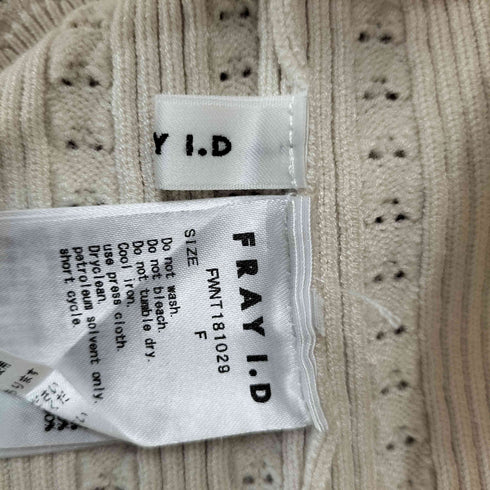 Y I.D
FRAY I.D
FWNT181029
SIZE F
Do not wash.
Do not bleach.
Do not tumble dry.
Cool iron,
use press cloth.
Dryclean,
petroleum solvent only,
short cycle.